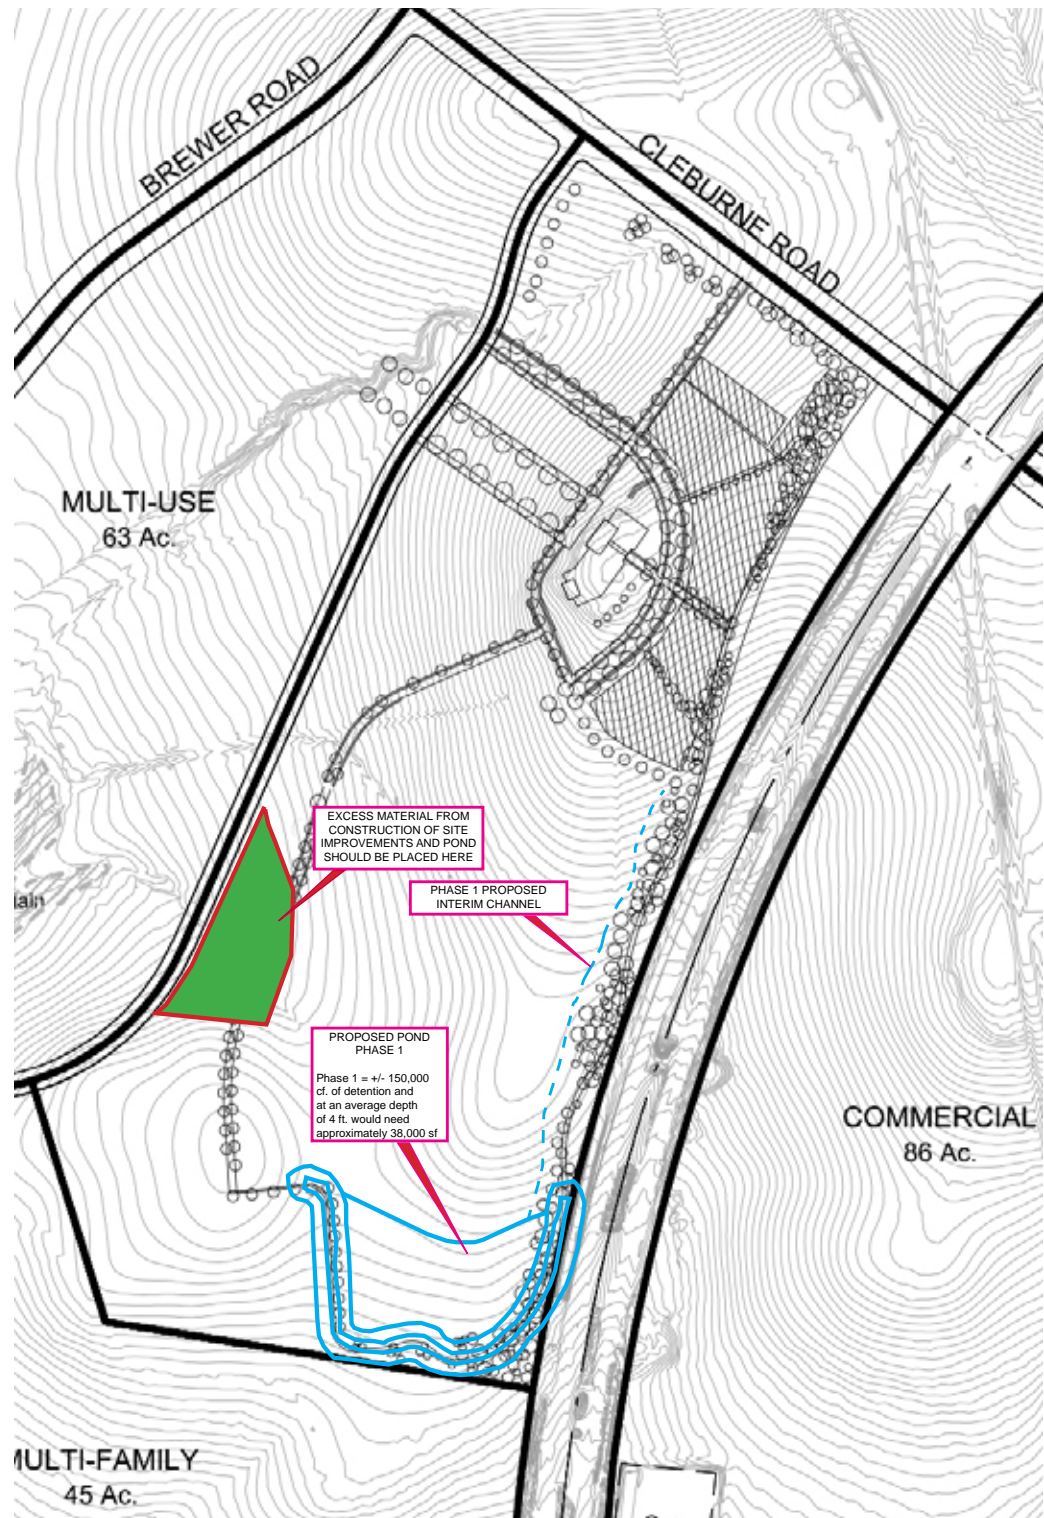 BREWER ROAD
CLEBURNE ROAD
MULTI-USE
63 Ac.
EXCESS MATERIAL FROM
CONSTRUCTION OF SITE
IMPROVEMENTS AND POND
SHOULD BE PLACED HERE
PHASE 1 PROPOSED
INTERIM CHANNEL
lain
PROPOSED POND
PHASE 1
Phase 1 = +/- 150,000
cf. of detention and
at an average depth
of 4 ft. would need
approximately 38,000 sf
COMMERCIAL
86 Ac.
MULTI-FAMILY
45 Ac.